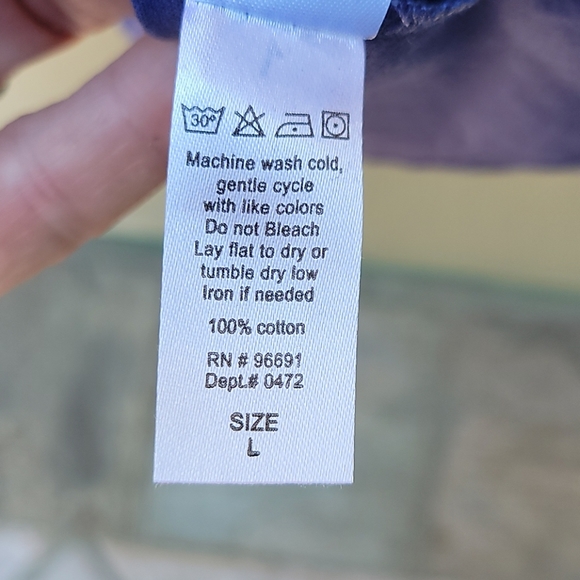 30°
Machine wash cold,
gentle cycle
with like colors
Do not Bleach
Lay flat to dry or
tumble dry low
Iron if needed
100% cotton
RN # 96691
Dept.# 0472
SIZE
L